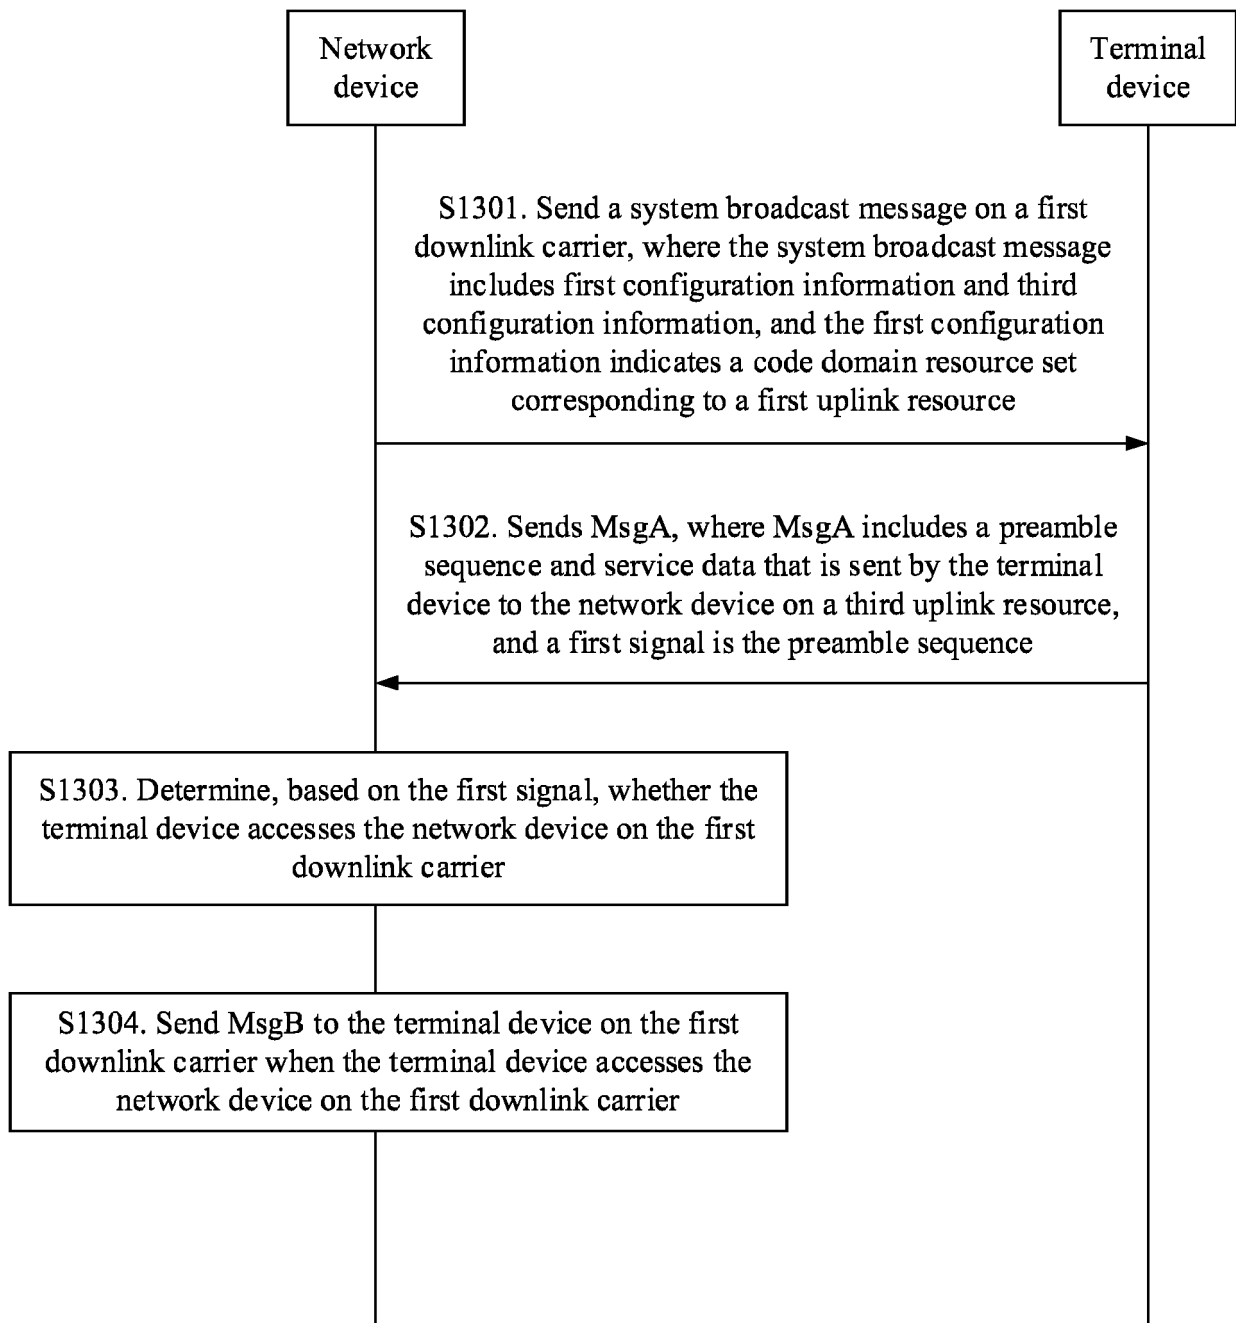 Network
device
Terminal
device
S1301. Send a system broadcast message on a first
downlink carrier, where the system broadcast message
includes first configuration information and third
configuration information, and the first configuration
information indicates a code domain resource set
corresponding to a first uplink resource
S1302. Sends MsgA, where MsgA includes a preamble
sequence and service data that is sent by the terminal
device to the network device on a third uplink resource,
and a first signal is the preamble sequence
S1303. Determine, based on the first signal, whether the
terminal device accesses the network device on the first
downlink carrier
S1304. Send MsgB to the terminal device on the first
downlink carrier when the terminal device accesses the
network device on the first downlink carrier